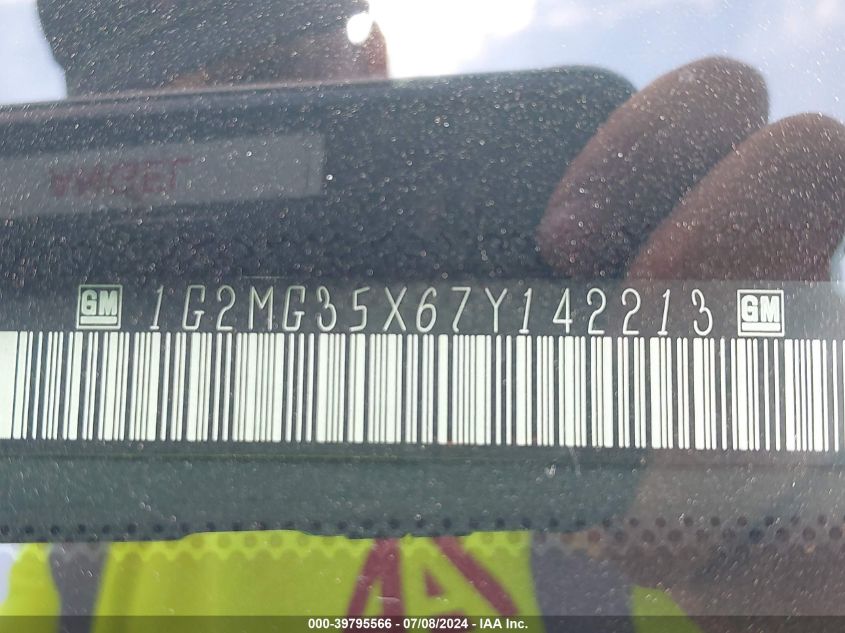 GM 1G2MG35X67Y142213 GM
000-39795566 - 07/08/2024 - IAA Inc.